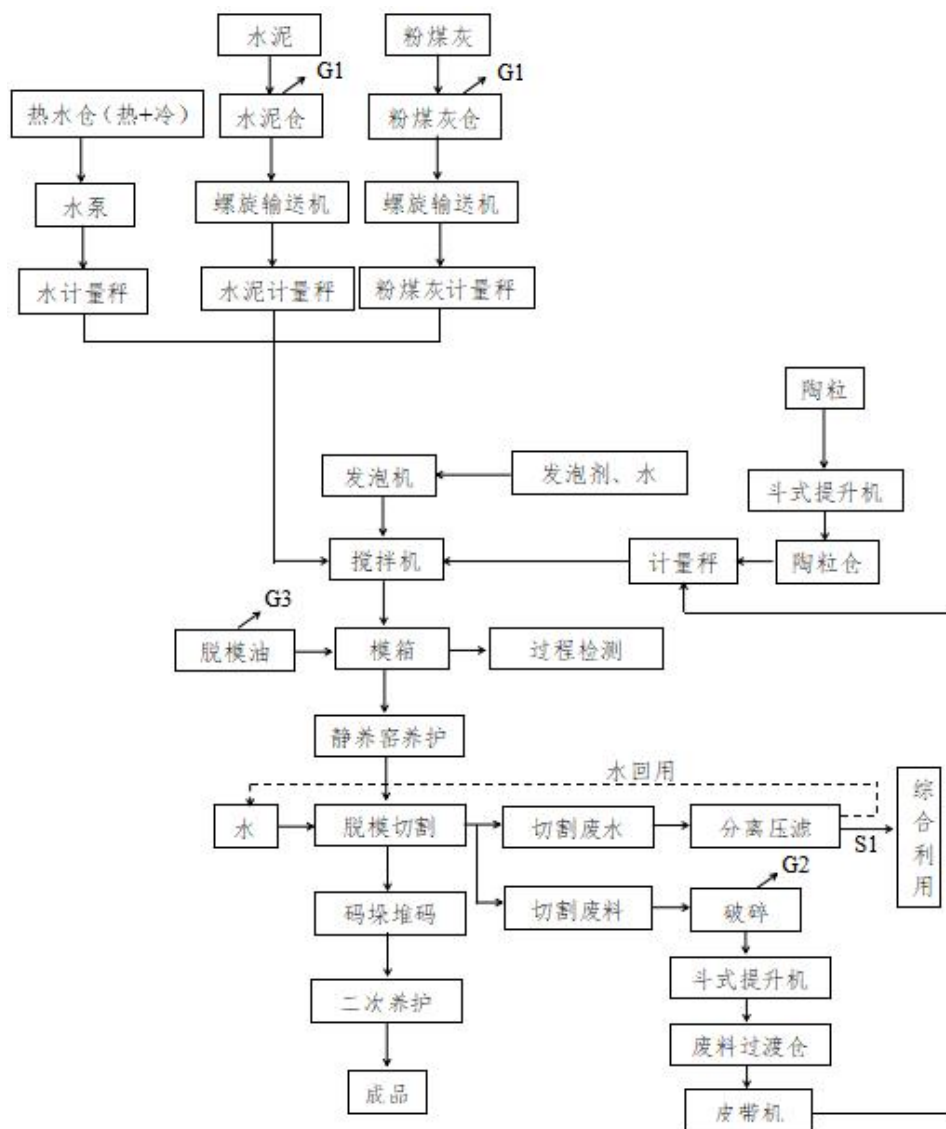 水泥
粉煤灰
G1
G1
热水仓（热+冷）
水泥仓
粉煤灰仓
水泵
螺旋输送机
螺旋输送机
水计量秤
水泥计量秤
粉煤灰计量秤
陶粒
发泡机
发泡剂、水
斗式提升机
搅拌机
计量秤
陶粒仓
G3
脱模油
模箱
过程检测
静养窑养护
水回用
综合利用
水
脱模切割
切割废水
分离压滤
S1
G2
码垛堆码
切割废料
破碎
斗式提升机
二次养护
废料过渡仓
成品
皮带机